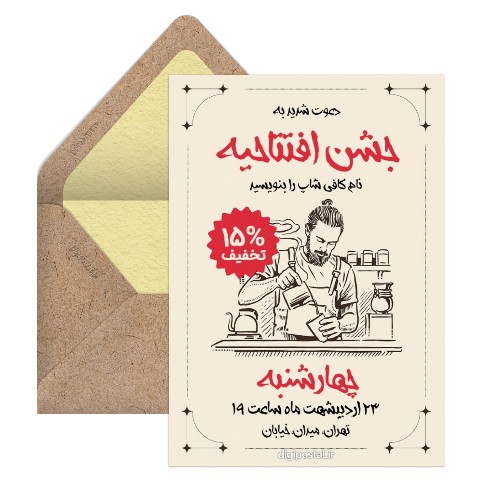 دعوت شدید به
جشن افتتاحیه
نام کافی شاپ را بنویسید
۱۵%
تخفیف
چهارشنبه
۲۳ اردیبهشت ماه ساعت ۱۹
تهران، میدان، خیابان
digipostal.ir